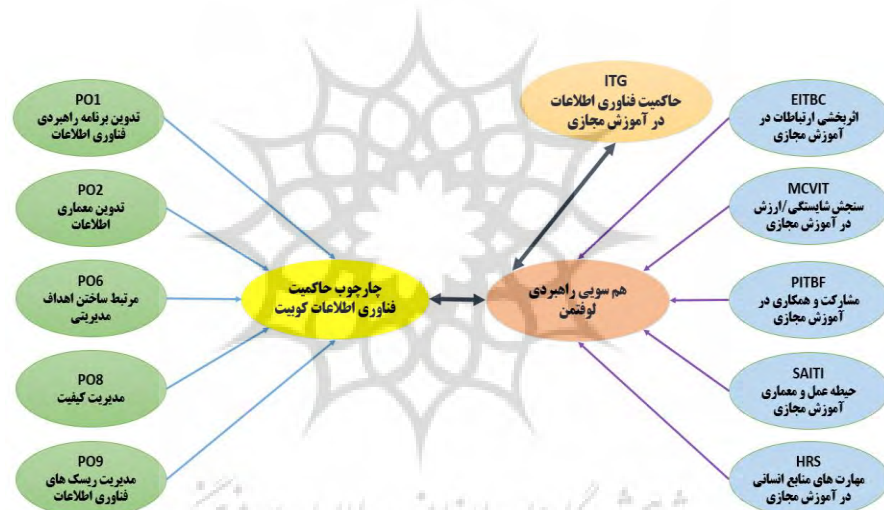 ITG
حاکمیت فناوری اطلاعات
در آموزش مجازی
PO1
تدوین برنامه راهبردی
فناوری اطلاعات
EITBC
اثربخشی ارتباطات در
آموزش مجازی
PO2
تدوین معماری
اطلاعات
MCVIT
سنجش شایستگی/ارزش
در آموزش مجازی
PO6
مرتبط ساختن اهداف
مدیریتی
چارچوب حاکمیت
فناوری اطلاعات کوبیت
هم سویی راهبردی
لوفتمن
PITBF
مشارکت و همکاری در
آموزش مجازی
PO8
مدیریت کیفیت
SAITI
حیطه عمل و معماری
آموزش مجازی
PO9
مدیریت ریسک های
فناوری اطلاعات
HRS
مهارت های منابع انسانی
در آموزش مجازی